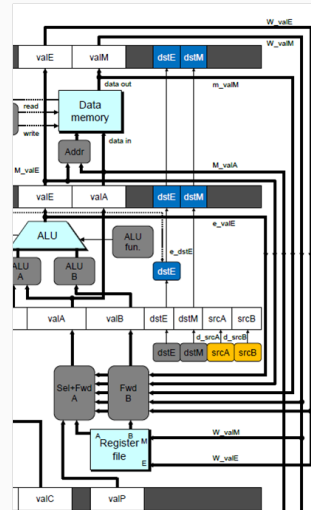 W_valE
W_valM
valE valM dstE dstM
data out
m_valM
read
Data memory
write
data in
Addr
M_valE
M_valA
valE valA dstE dstM
e_valE
ALU
ALU fun.
e_dstE
ALU A
ALU B
dstE
valA valB dstE dstM srcA srcB
d_srcA d_srcB
dstE dstM srcA srcB
Sel+Fwd A
Fwd B
A B
W_valM
Register file
M
E
W_valE
valC valP